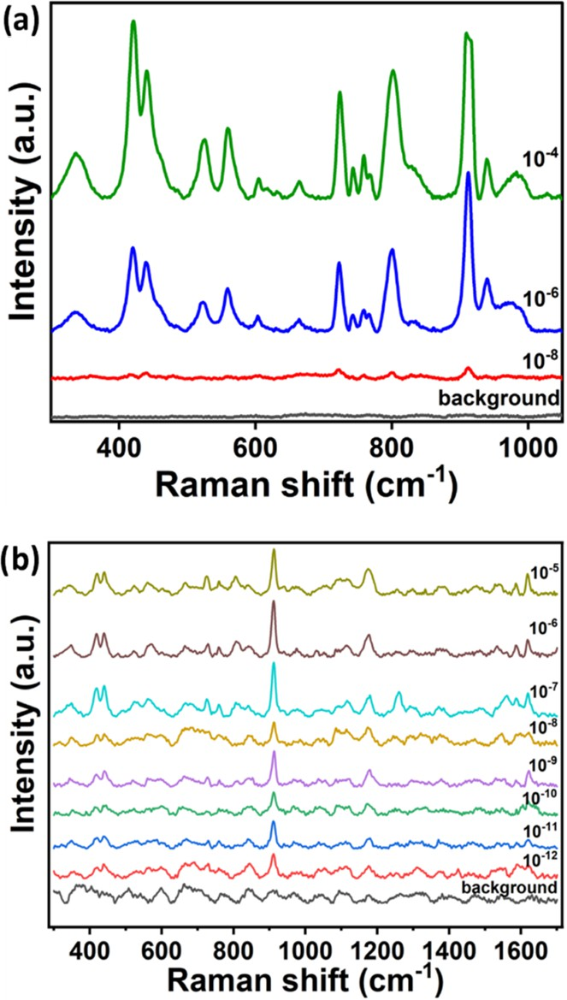 (a)
Intensity (a.u.)
10⁻⁴
10⁻⁶
10⁻⁸
background
400 600 800 1000
Raman shift (cm⁻¹)
(b)
Intensity (a.u.)
10⁻⁵
10⁻⁶
10⁻⁷
10⁻⁸
10⁻⁹
10⁻¹⁰
10⁻¹¹
10⁻¹²
background
400 600 800 1000 1200 1400 1600
Raman shift (cm⁻¹)